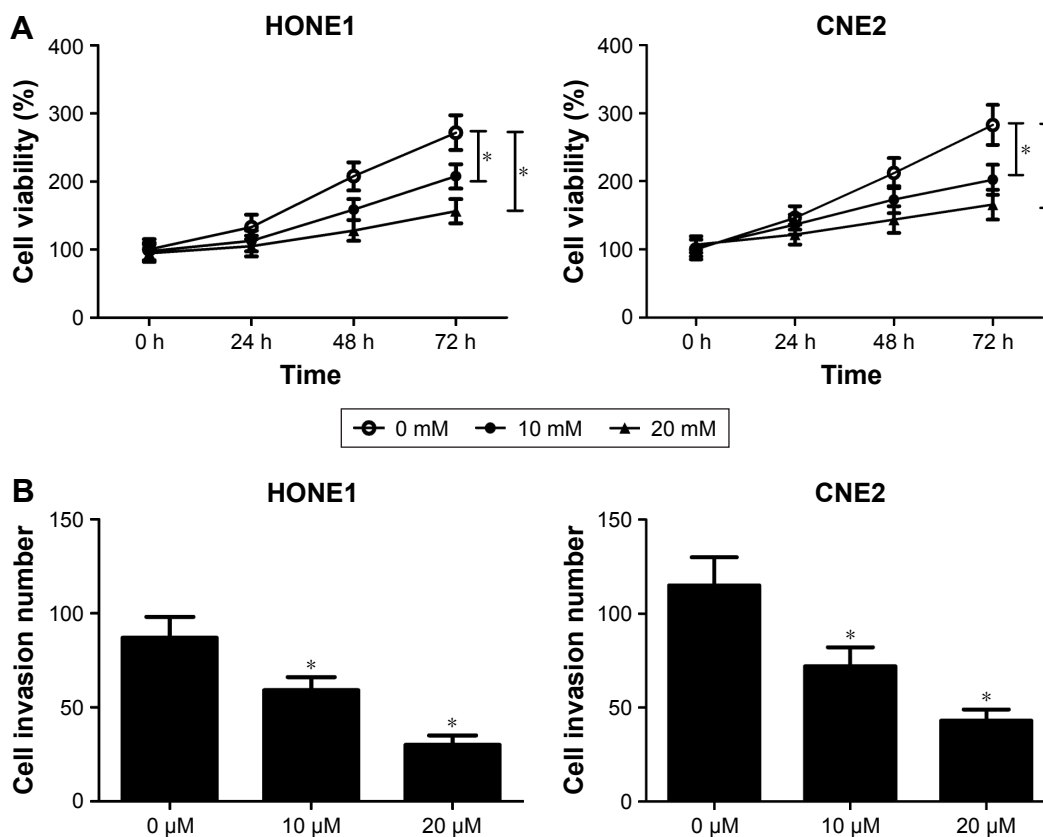 A
HONE1
CNE2
Cell viability (%)
400
300
200
100
0
*
*
0 h 24 h 48 h 72 h
Time
Cell viability (%)
400
300
200
100
0
*
0 h 24 h 48 h 72 h
Time
0 mM 10 mM 20 mM
B
HONE1
CNE2
Cell invasion number
150
100
50
0
*
*
0 µM 10 µM 20 µM
Cell invasion number
150
100
50
0
*
*
0 µM 10 µM 20 µM